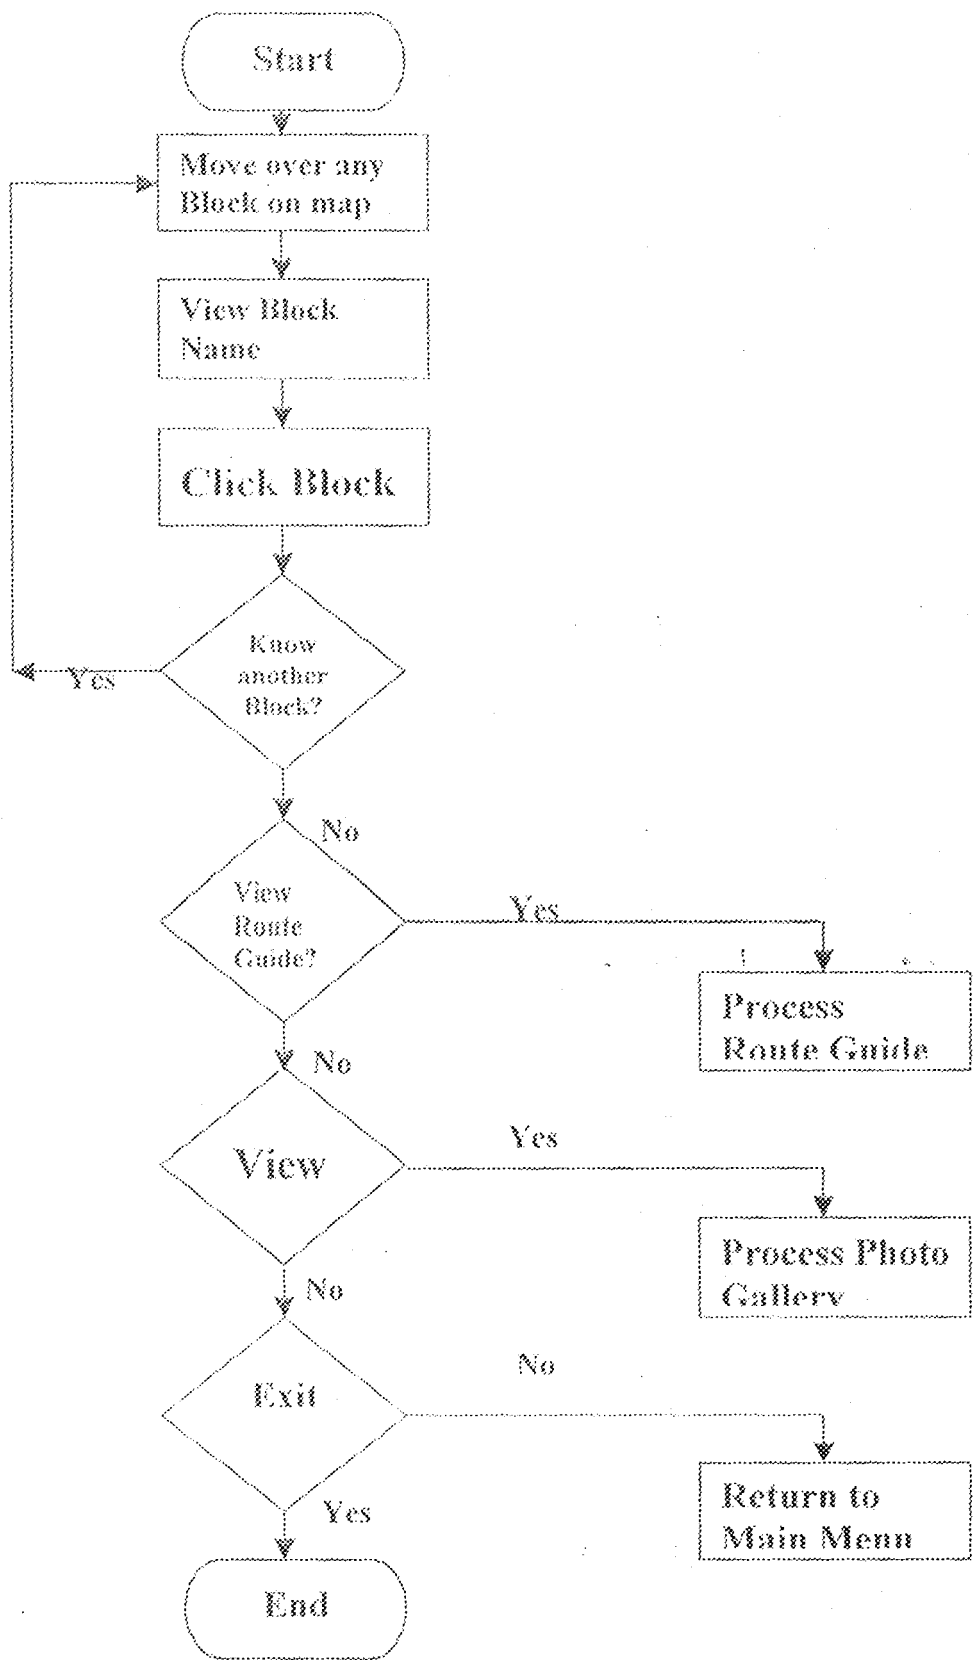 Start
Move over any
Block on map
View Block
Name
Click Block
Know
another
Block?
Yes
No
View
Route
Guide?
Yes
Process
Route Guide
No
View
Yes
Process Photo
Gallery
No
Exit
No
Return to
Main Menu
Yes
End